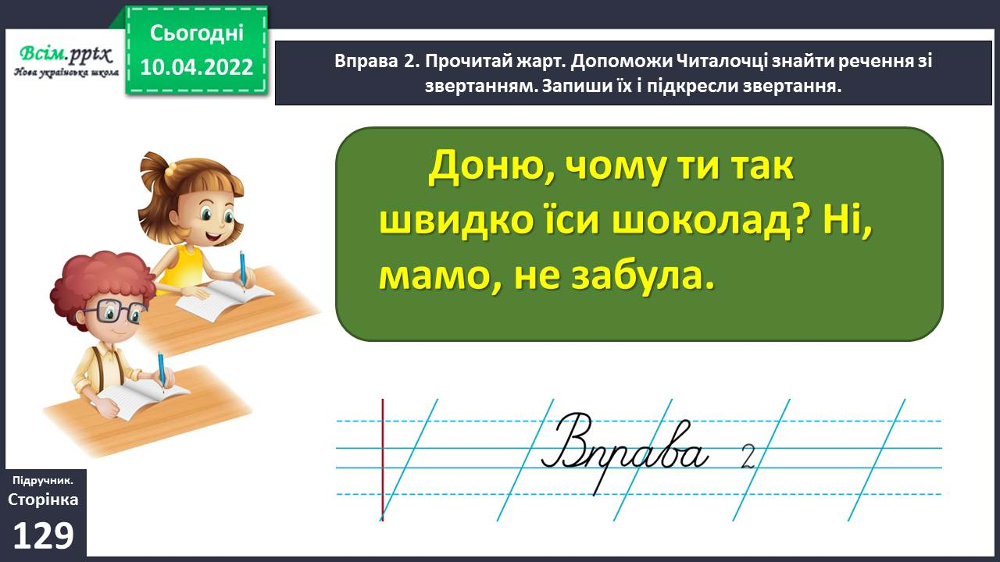 Всім.pptx
Нова українська школа
Сьогодні
10.04.2022
Вправа 2. Прочитай жарт. Допоможи Читалочці знайти речення зі
звертанням. Запиши їх і підкресли звертання.
Доню, чому ти так
швидко їси шоколад? Ні,
мамо, не забула.
Вправа 2
Підручник.
Сторінка
129